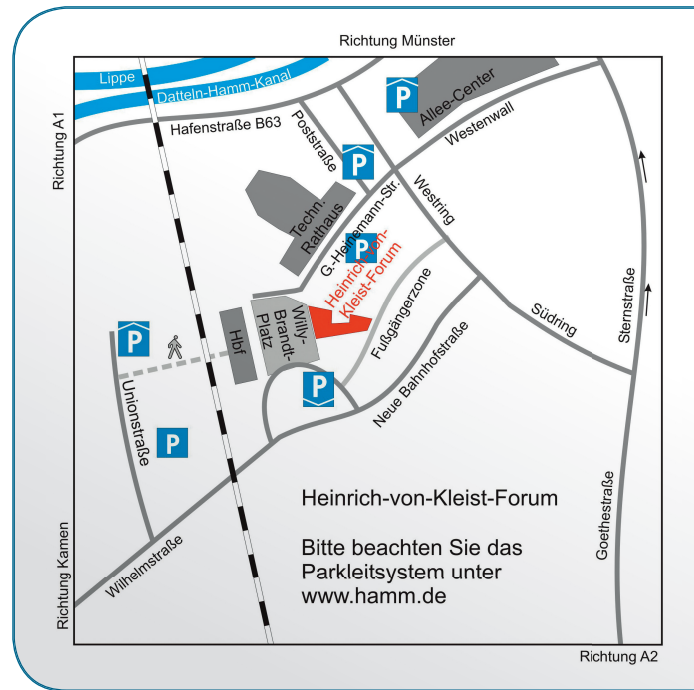 Richtung Münster
Lippe
Datteln-Hamm-Kanal
Hafenstraße B63
Richtung A1
P
Allee-Center
Westenwall
Poststraße
P
Techn.
Rathaus
G.-Heinemann-Str.
Westring
P
Heinrich-von-
Kleist-Forum
Fußgängerzone
Südring
Sternstraße
Willy-
Brandt-
Platz
Hbf
P
P
Neue Bahnhofstraße
Unionstraße
P
Wilhelmstraße
Goethestraße
Richtung Kamen
Heinrich-von-Kleist-Forum
Bitte beachten Sie das
Parkleitsystem unter
www.hamm.de
Richtung A2